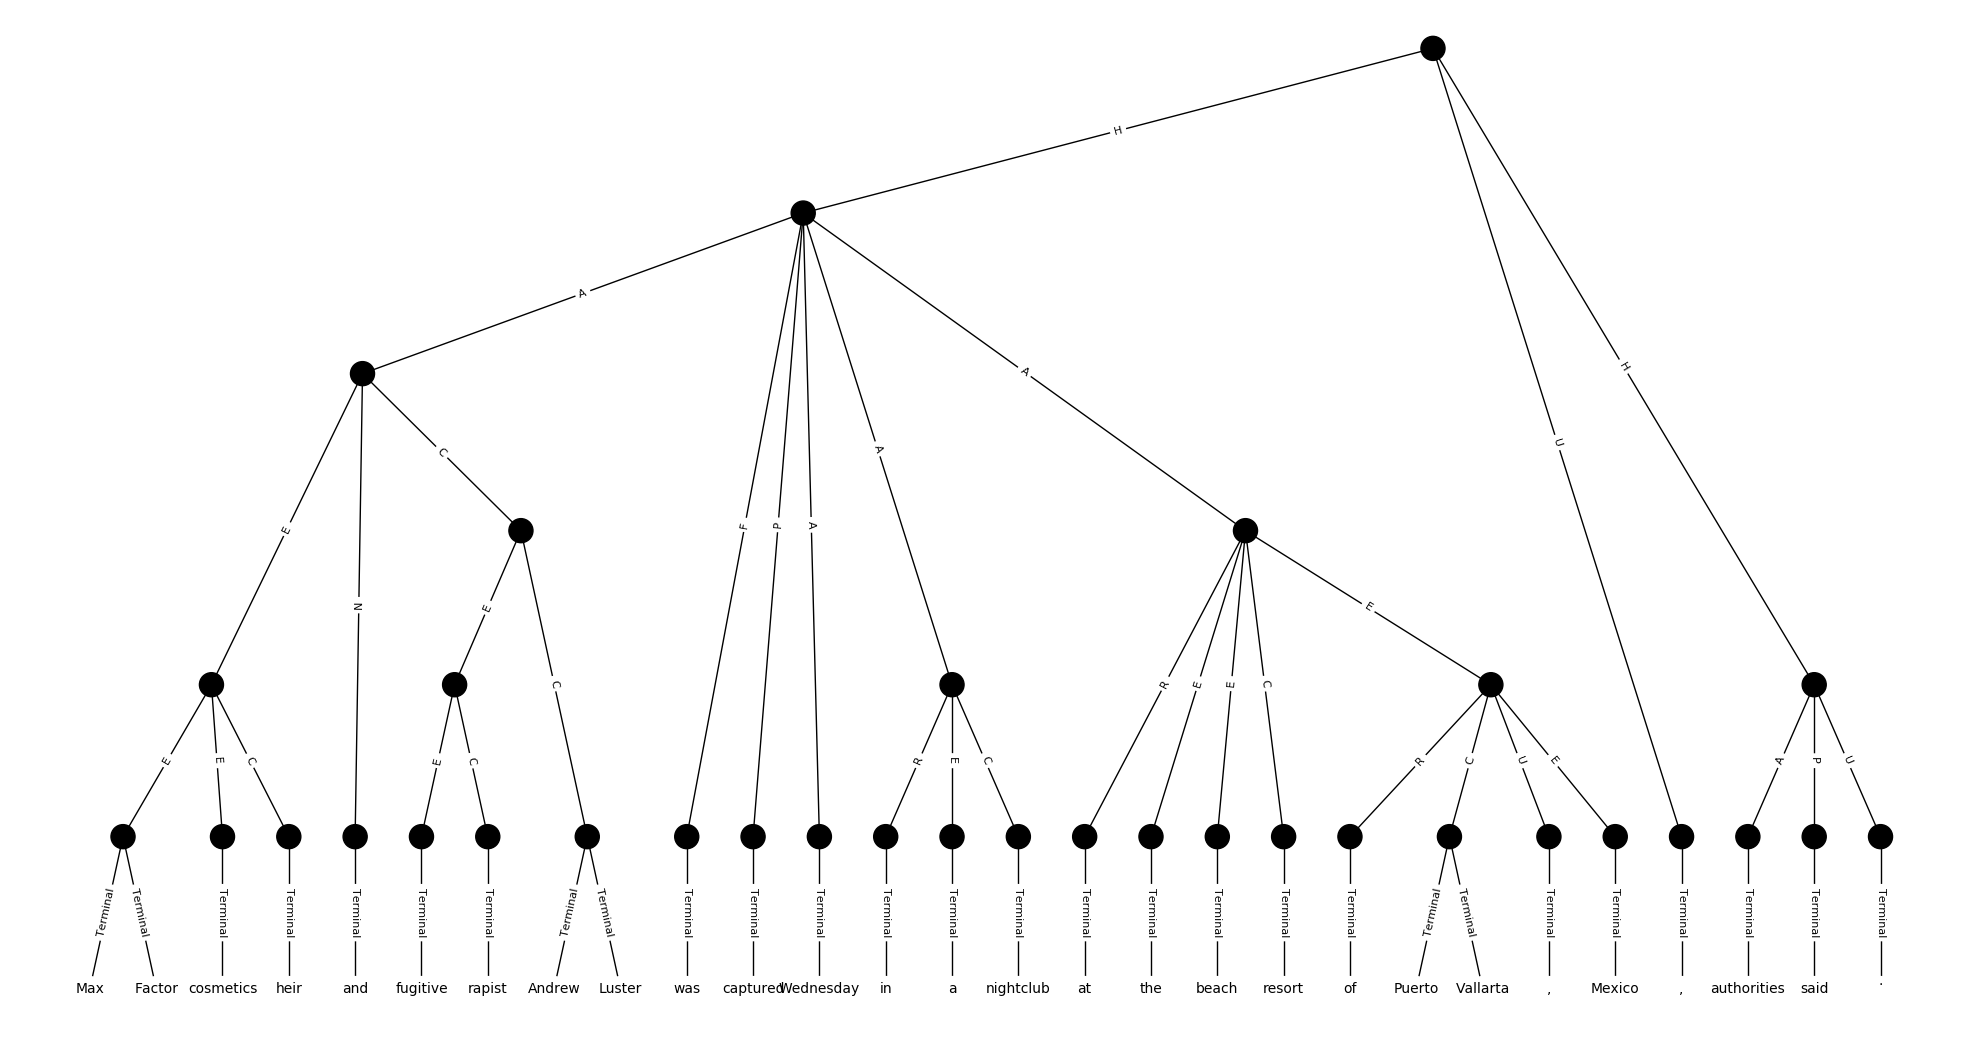 H
A
A
U
H
C
A
E
F P A
N
E
E
R E E C
C
E
E E C
E C
R E C
R C U E
A P U
Terminal Terminal Terminal Terminal Terminal Terminal Terminal Terminal Terminal Terminal Terminal Terminal Terminal Terminal Terminal Terminal Terminal Terminal Terminal Terminal Terminal Terminal Terminal Terminal Terminal Terminal Terminal Terminal
Max Factor cosmetics heir and fugitive rapist Andrew Luster was captured Wednesday in a nightclub at the beach resort of Puerto Vallarta , Mexico , authorities said .